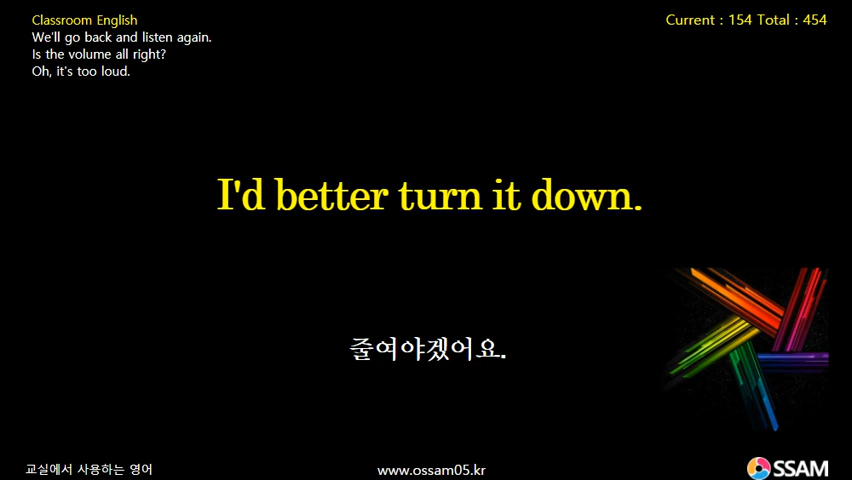 Classroom English
Current : 154 Total : 454
We'll go back and listen again.
Is the volume all right?
Oh, it's too loud.
I'd better turn it down.
줄여야겠어요.
교실에서 사용하는 영어
www.ossam05.kr
SSAM